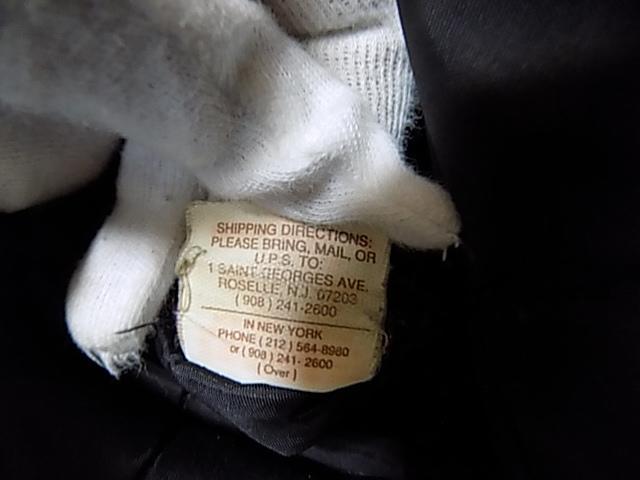 SHIPPING DIRECTIONS:
PLEASE BRING, MAIL, OR
U.P.S. TO:
1 SAINT GEORGES AVE.
ROSELLE, N.J. 07203
( 908 ) 241-2600
IN NEW YORK
PHONE ( 212 ) 564-8980
or ( 908 ) 241- 2600
( Over )